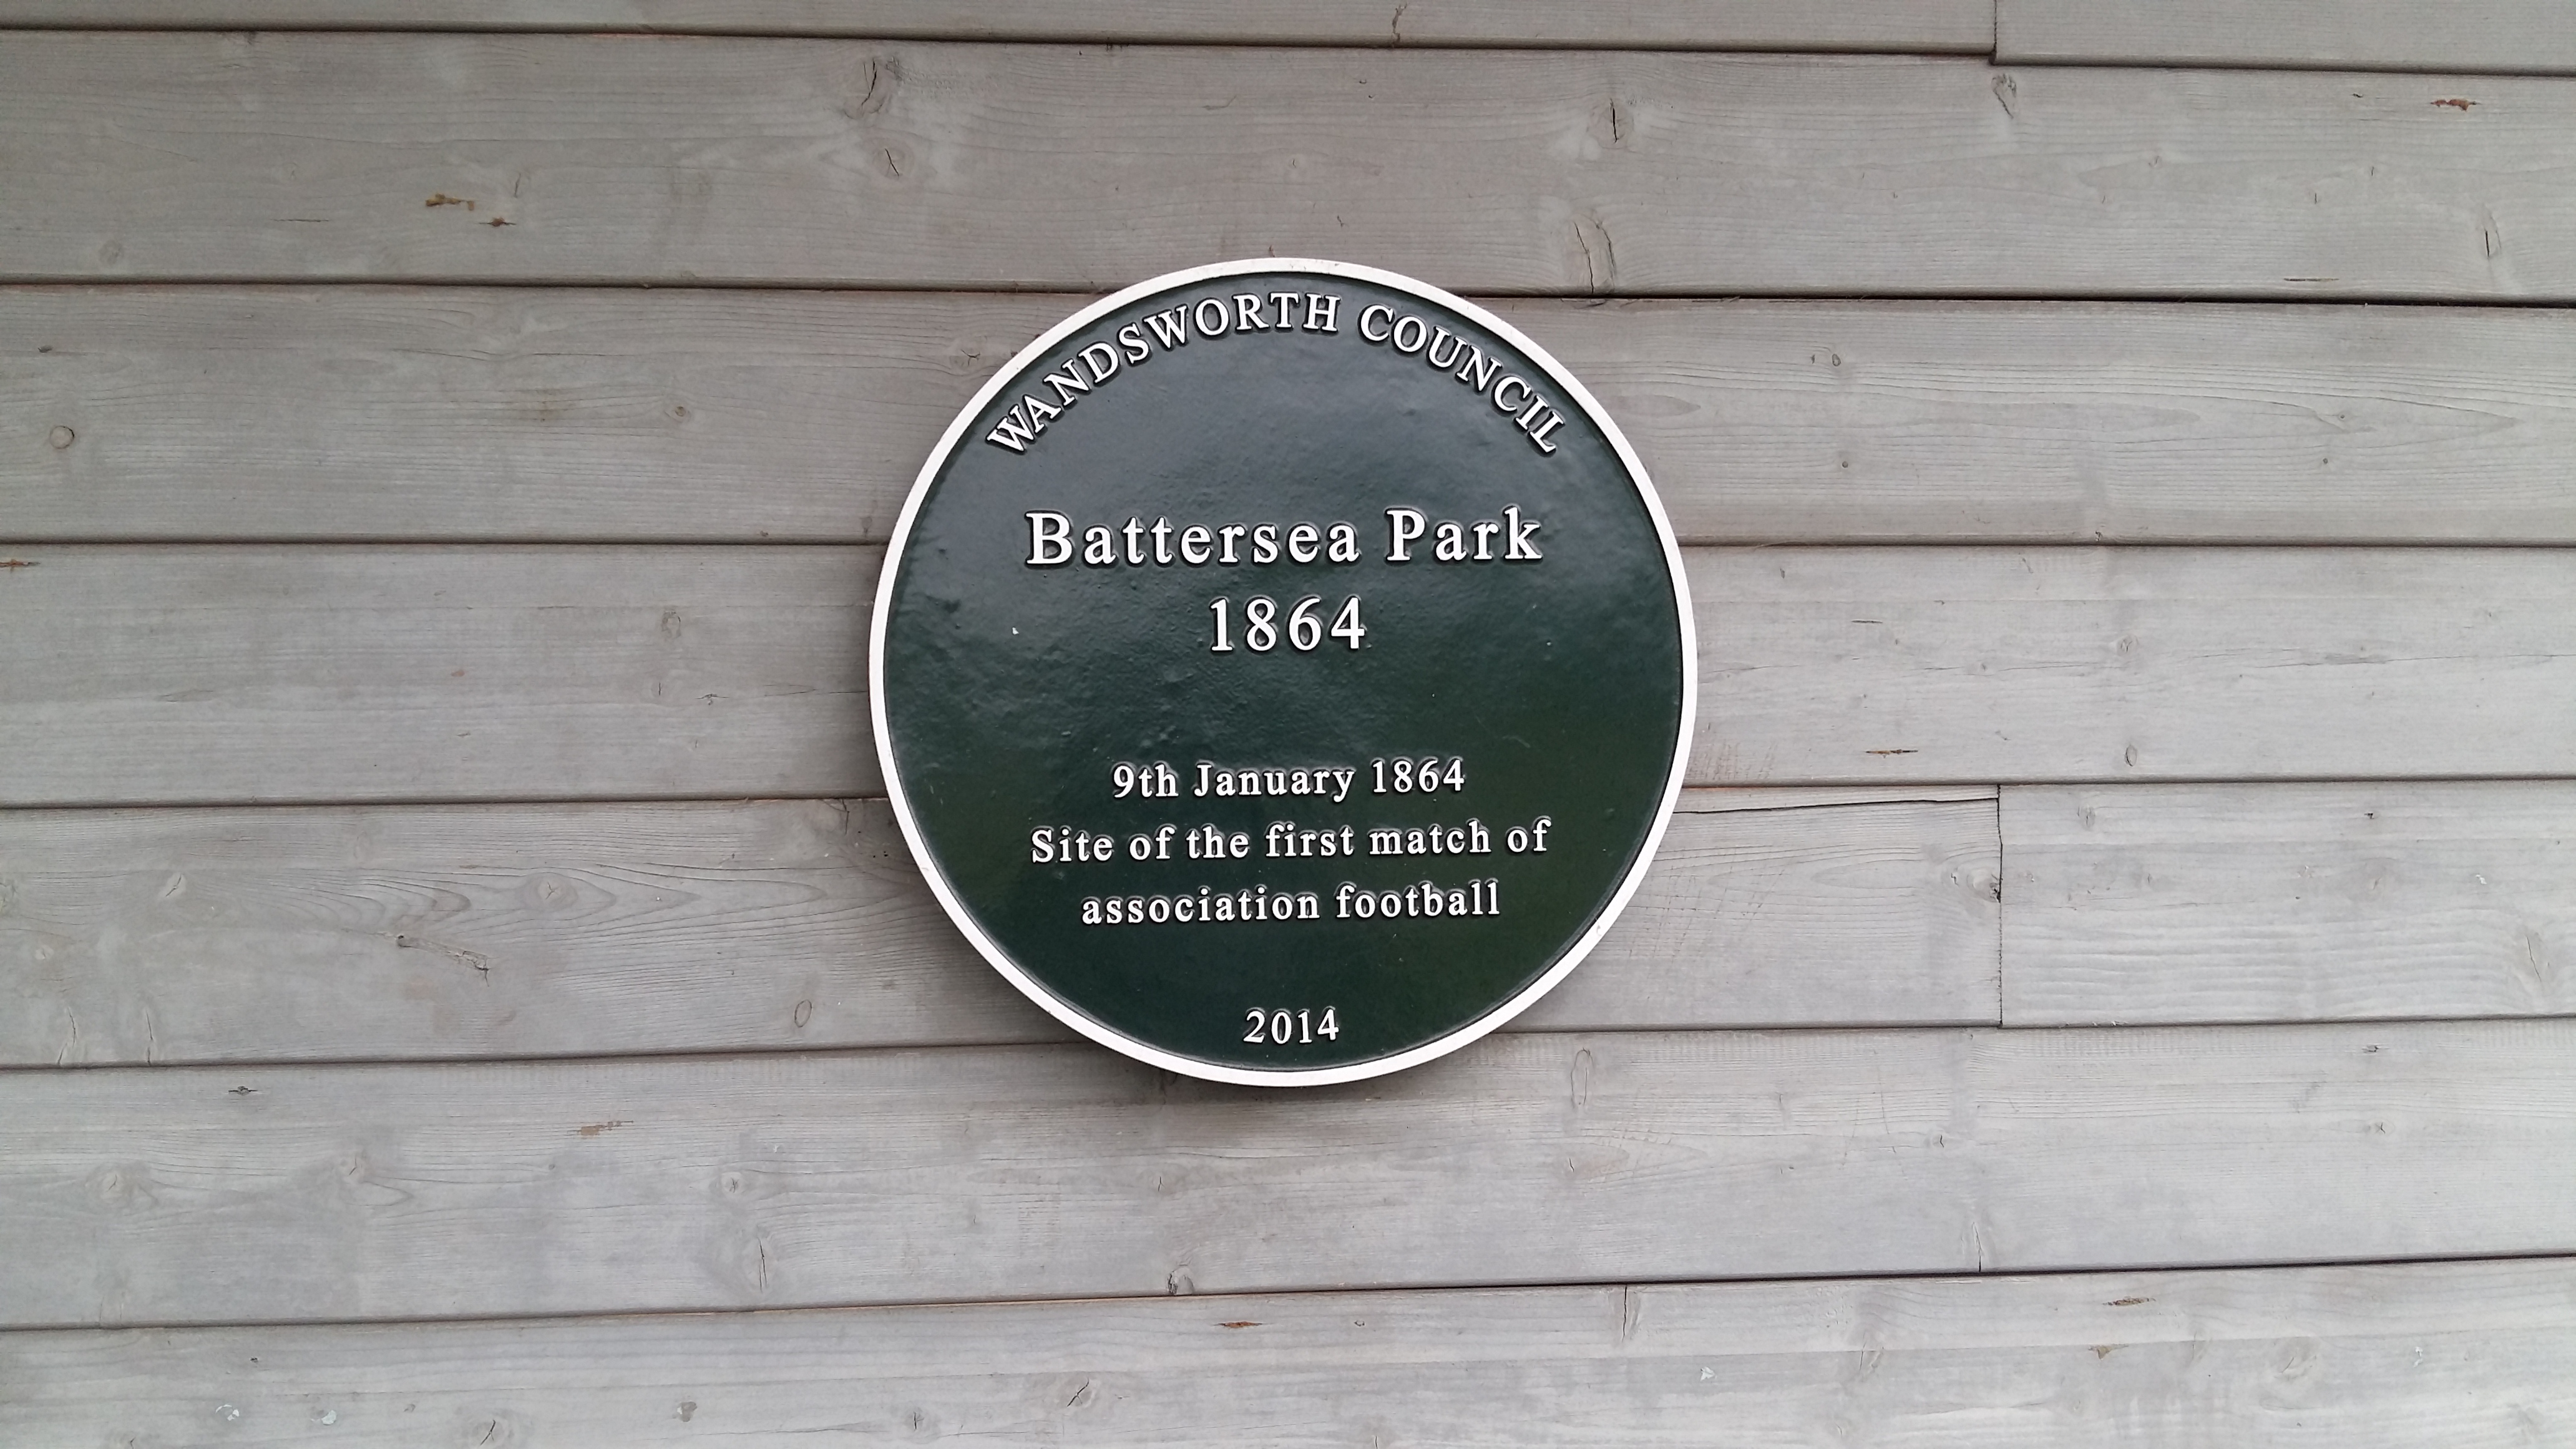 WANDSWORTH COUNCIL
Battersea Park
1864
9th January 1864
Site of the first match of
association football
2014